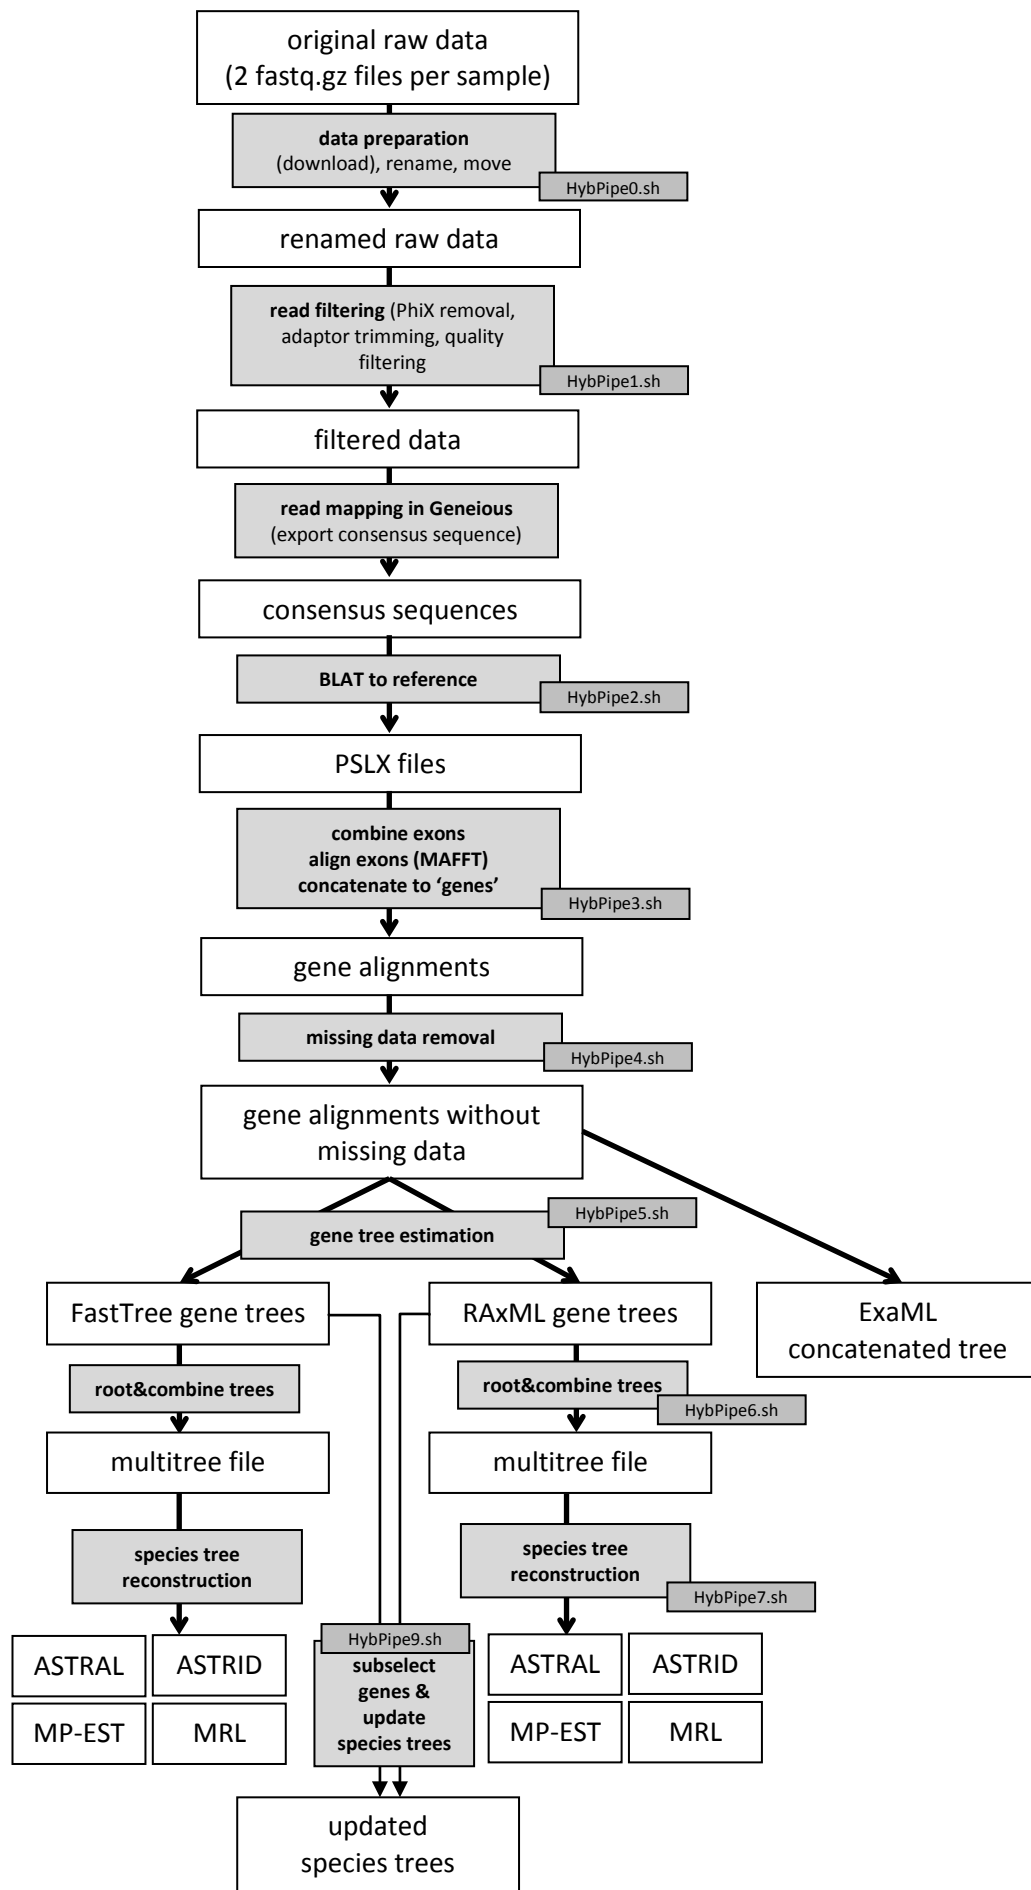 original raw data
(2 fastq.gz files per sample)
data preparation
(download), rename, move
HybPipe0.sh
renamed raw data
read filtering (PhiX removal,
adaptor trimming, quality
filtering
HybPipe1.sh
filtered data
read mapping in Geneious
(export consensus sequence)
consensus sequences
BLAT to reference
HybPipe2.sh
PSLX files
combine exons
align exons (MAFFT)
concatenate to ‘genes’
HybPipe3.sh
gene alignments
missing data removal
HybPipe4.sh
gene alignments without
missing data
HybPipe5.sh
gene tree estimation
FastTree gene trees
RAxML gene trees
ExaML
concatenated tree
root&combine trees
root&combine trees
HybPipe6.sh
multitree file
multitree file
species tree
reconstruction
species tree
reconstruction
HybPipe7.sh
ASTRAL
ASTRID
MP-EST
MRL
HybPipe9.sh
subselect
genes &
update
species trees
ASTRAL
ASTRID
MP-EST
MRL
updated
species trees